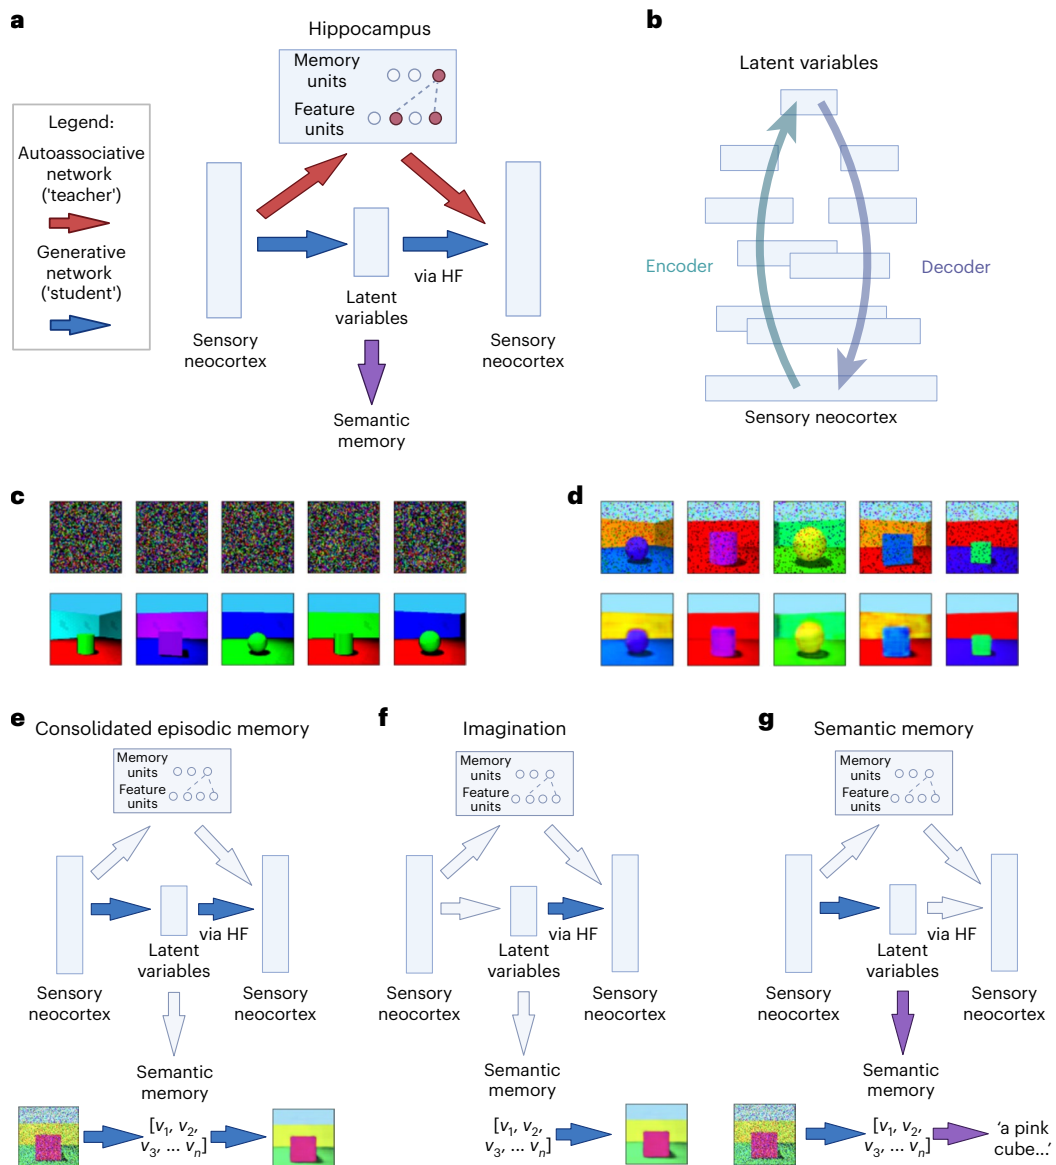 a
Hippocampus
Memory
units
Feature
units
Legend:
Autoassociative
network
('teacher')
Generative
network
('student')
via HF
Latent
variables
Sensory
neocortex
Sensory
neocortex
Semantic
memory
b
Latent variables
Encoder
Decoder
Sensory neocortex
c
d
e
Consolidated episodic memory
Memory
units
Feature
units
via HF
Latent
variables
Sensory
neocortex
Sensory
neocortex
Semantic
memory
[v1, v2,
v3, ... vn]
f
Imagination
Memory
units
Feature
units
via HF
Latent
variables
Sensory
neocortex
Sensory
neocortex
Semantic
memory
[v1, v2,
v3, ... vn]
g
Semantic memory
Memory
units
Feature
units
via HF
Latent
variables
Sensory
neocortex
Sensory
neocortex
Semantic
memory
[v1, v2,
v3, ... vn]
'a pink
cube...'